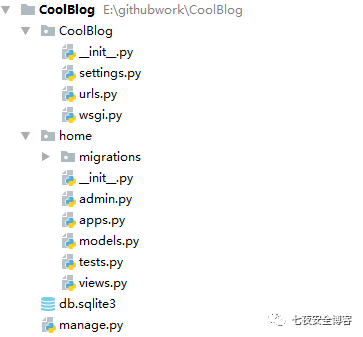 CoolBlog E:\githubwork\CoolBlog
CoolBlog
__init__.py
settings.py
urls.py
wsgi.py
home
migrations
__init__.py
admin.py
apps.py
models.py
tests.py
views.py
db.sqlite3
manage.py
七夜安全博客